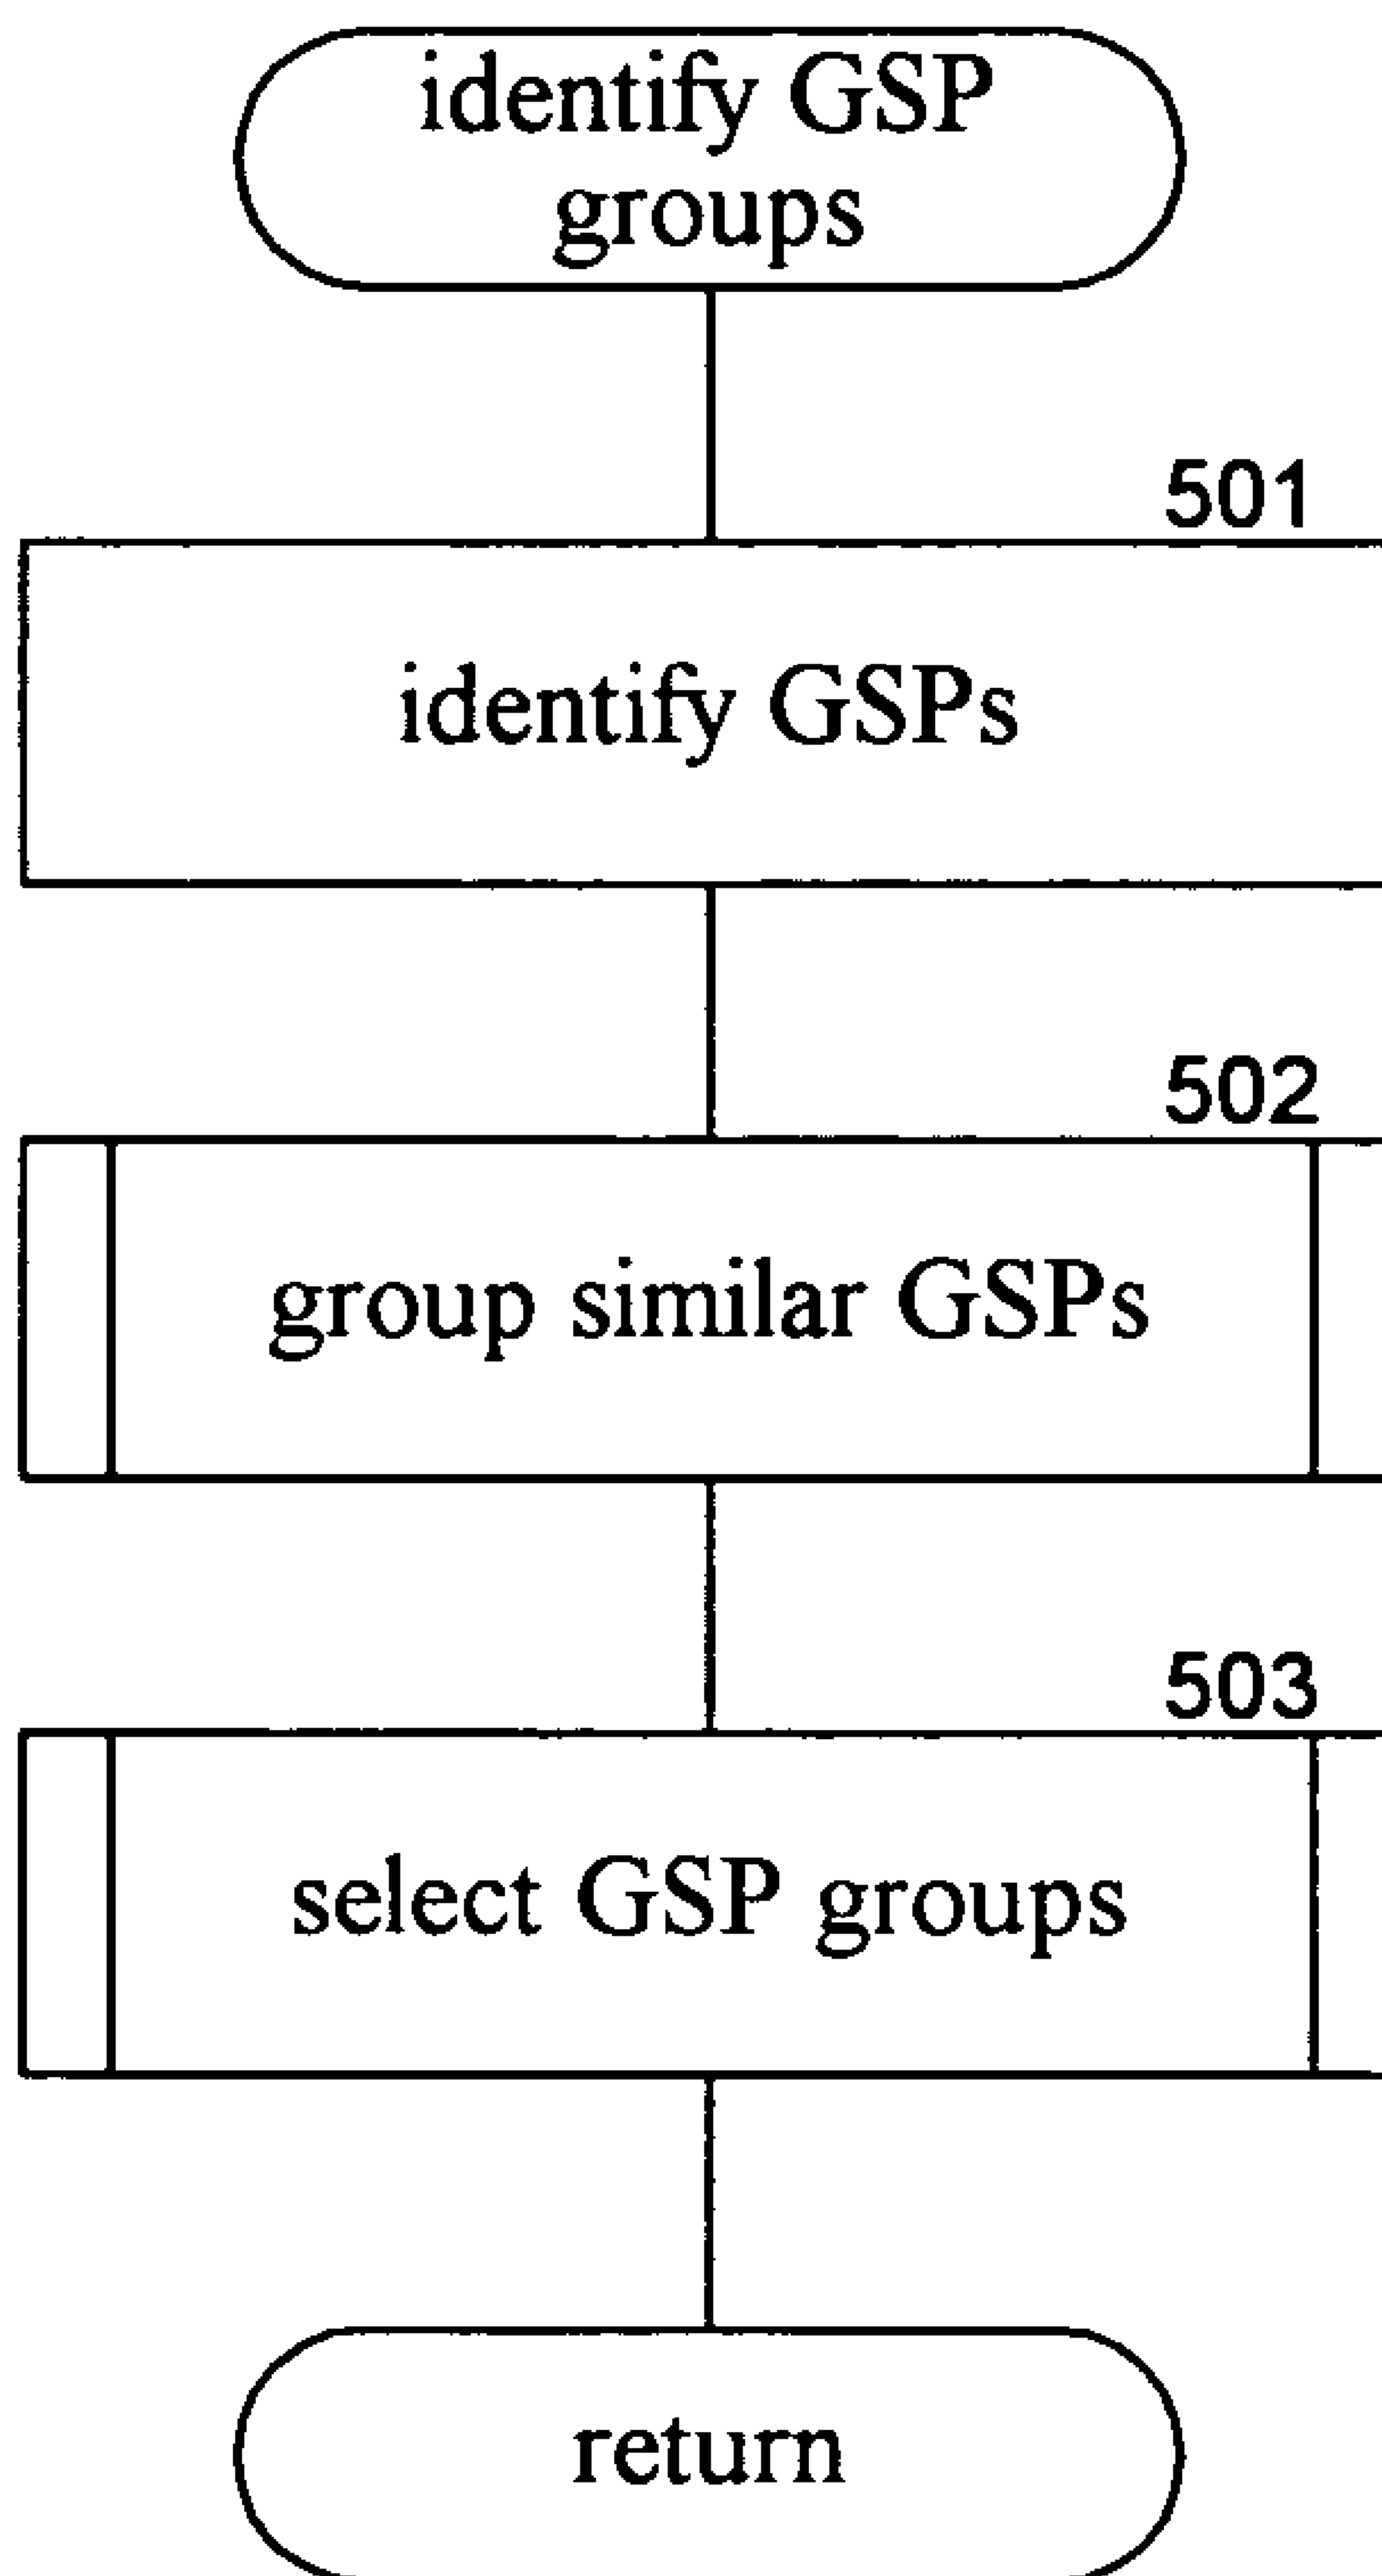 identify GSP
groups
501
identify GSPs
502
group similar GSPs
503
select GSP groups
return